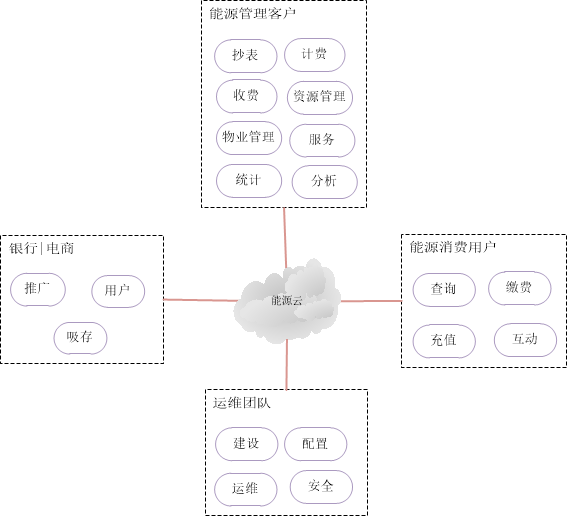 能源管理客户
抄表
计费
收费
资源管理
物业管理
服务
统计
分析
银行|电商
推广
用户
吸存
能源云
能源消费用户
查询
缴费
充值
互动
运维团队
建设
配置
运维
安全